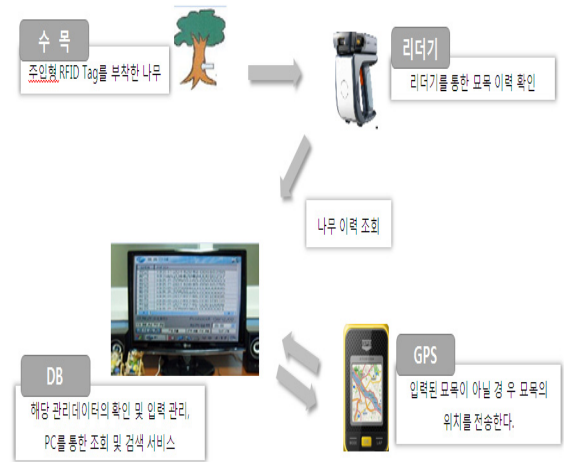 수 목
주인형 RFID Tag를 부착한 나무
리더기
리더기를 통한 묘목 이력 확인
나무 이력 조회
DB
해당 관리데이터의 확인 및 입력 관리,
PC를 통한 조회 및 검색 서비스
GPS
입력된 묘목이 아닐 경 우 묘목의
위치를 전송한다.